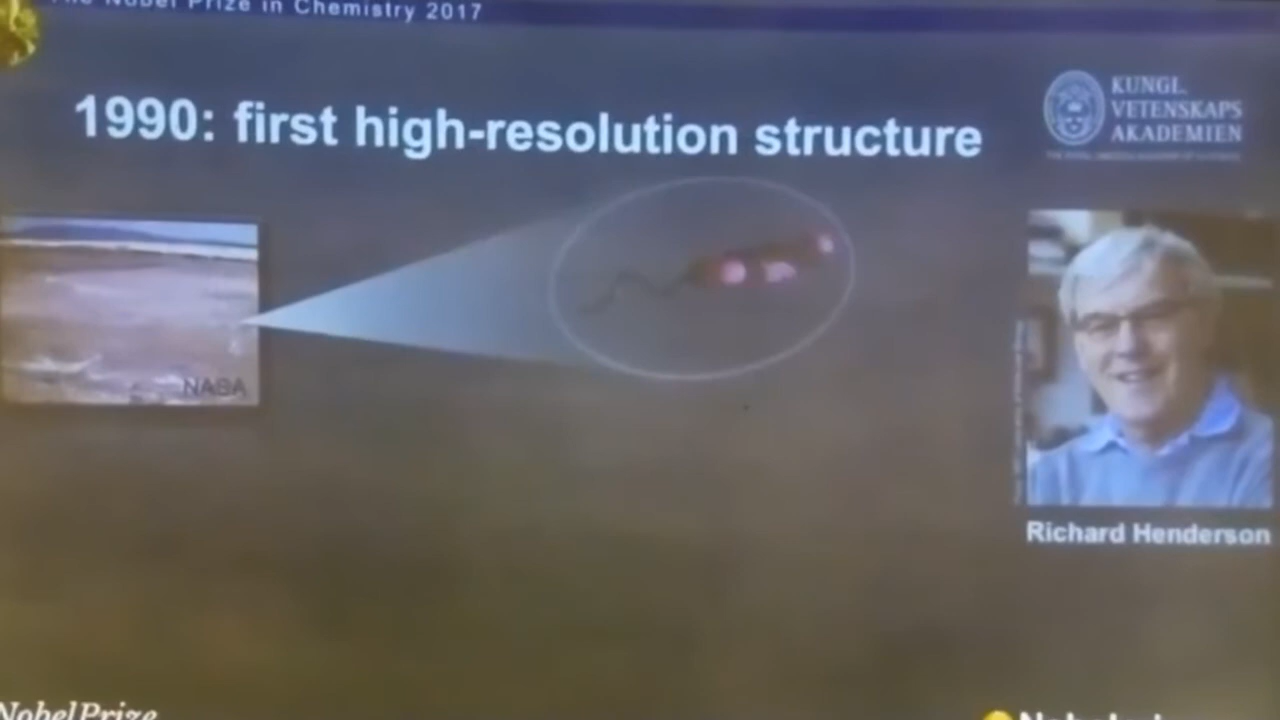 The Nobel Prize in Chemistry 2017
1990: first high-resolution structure
KUNGL.
VETENSKAPS
AKADEMIEN
NASA
Richard Henderson
NobelPrize